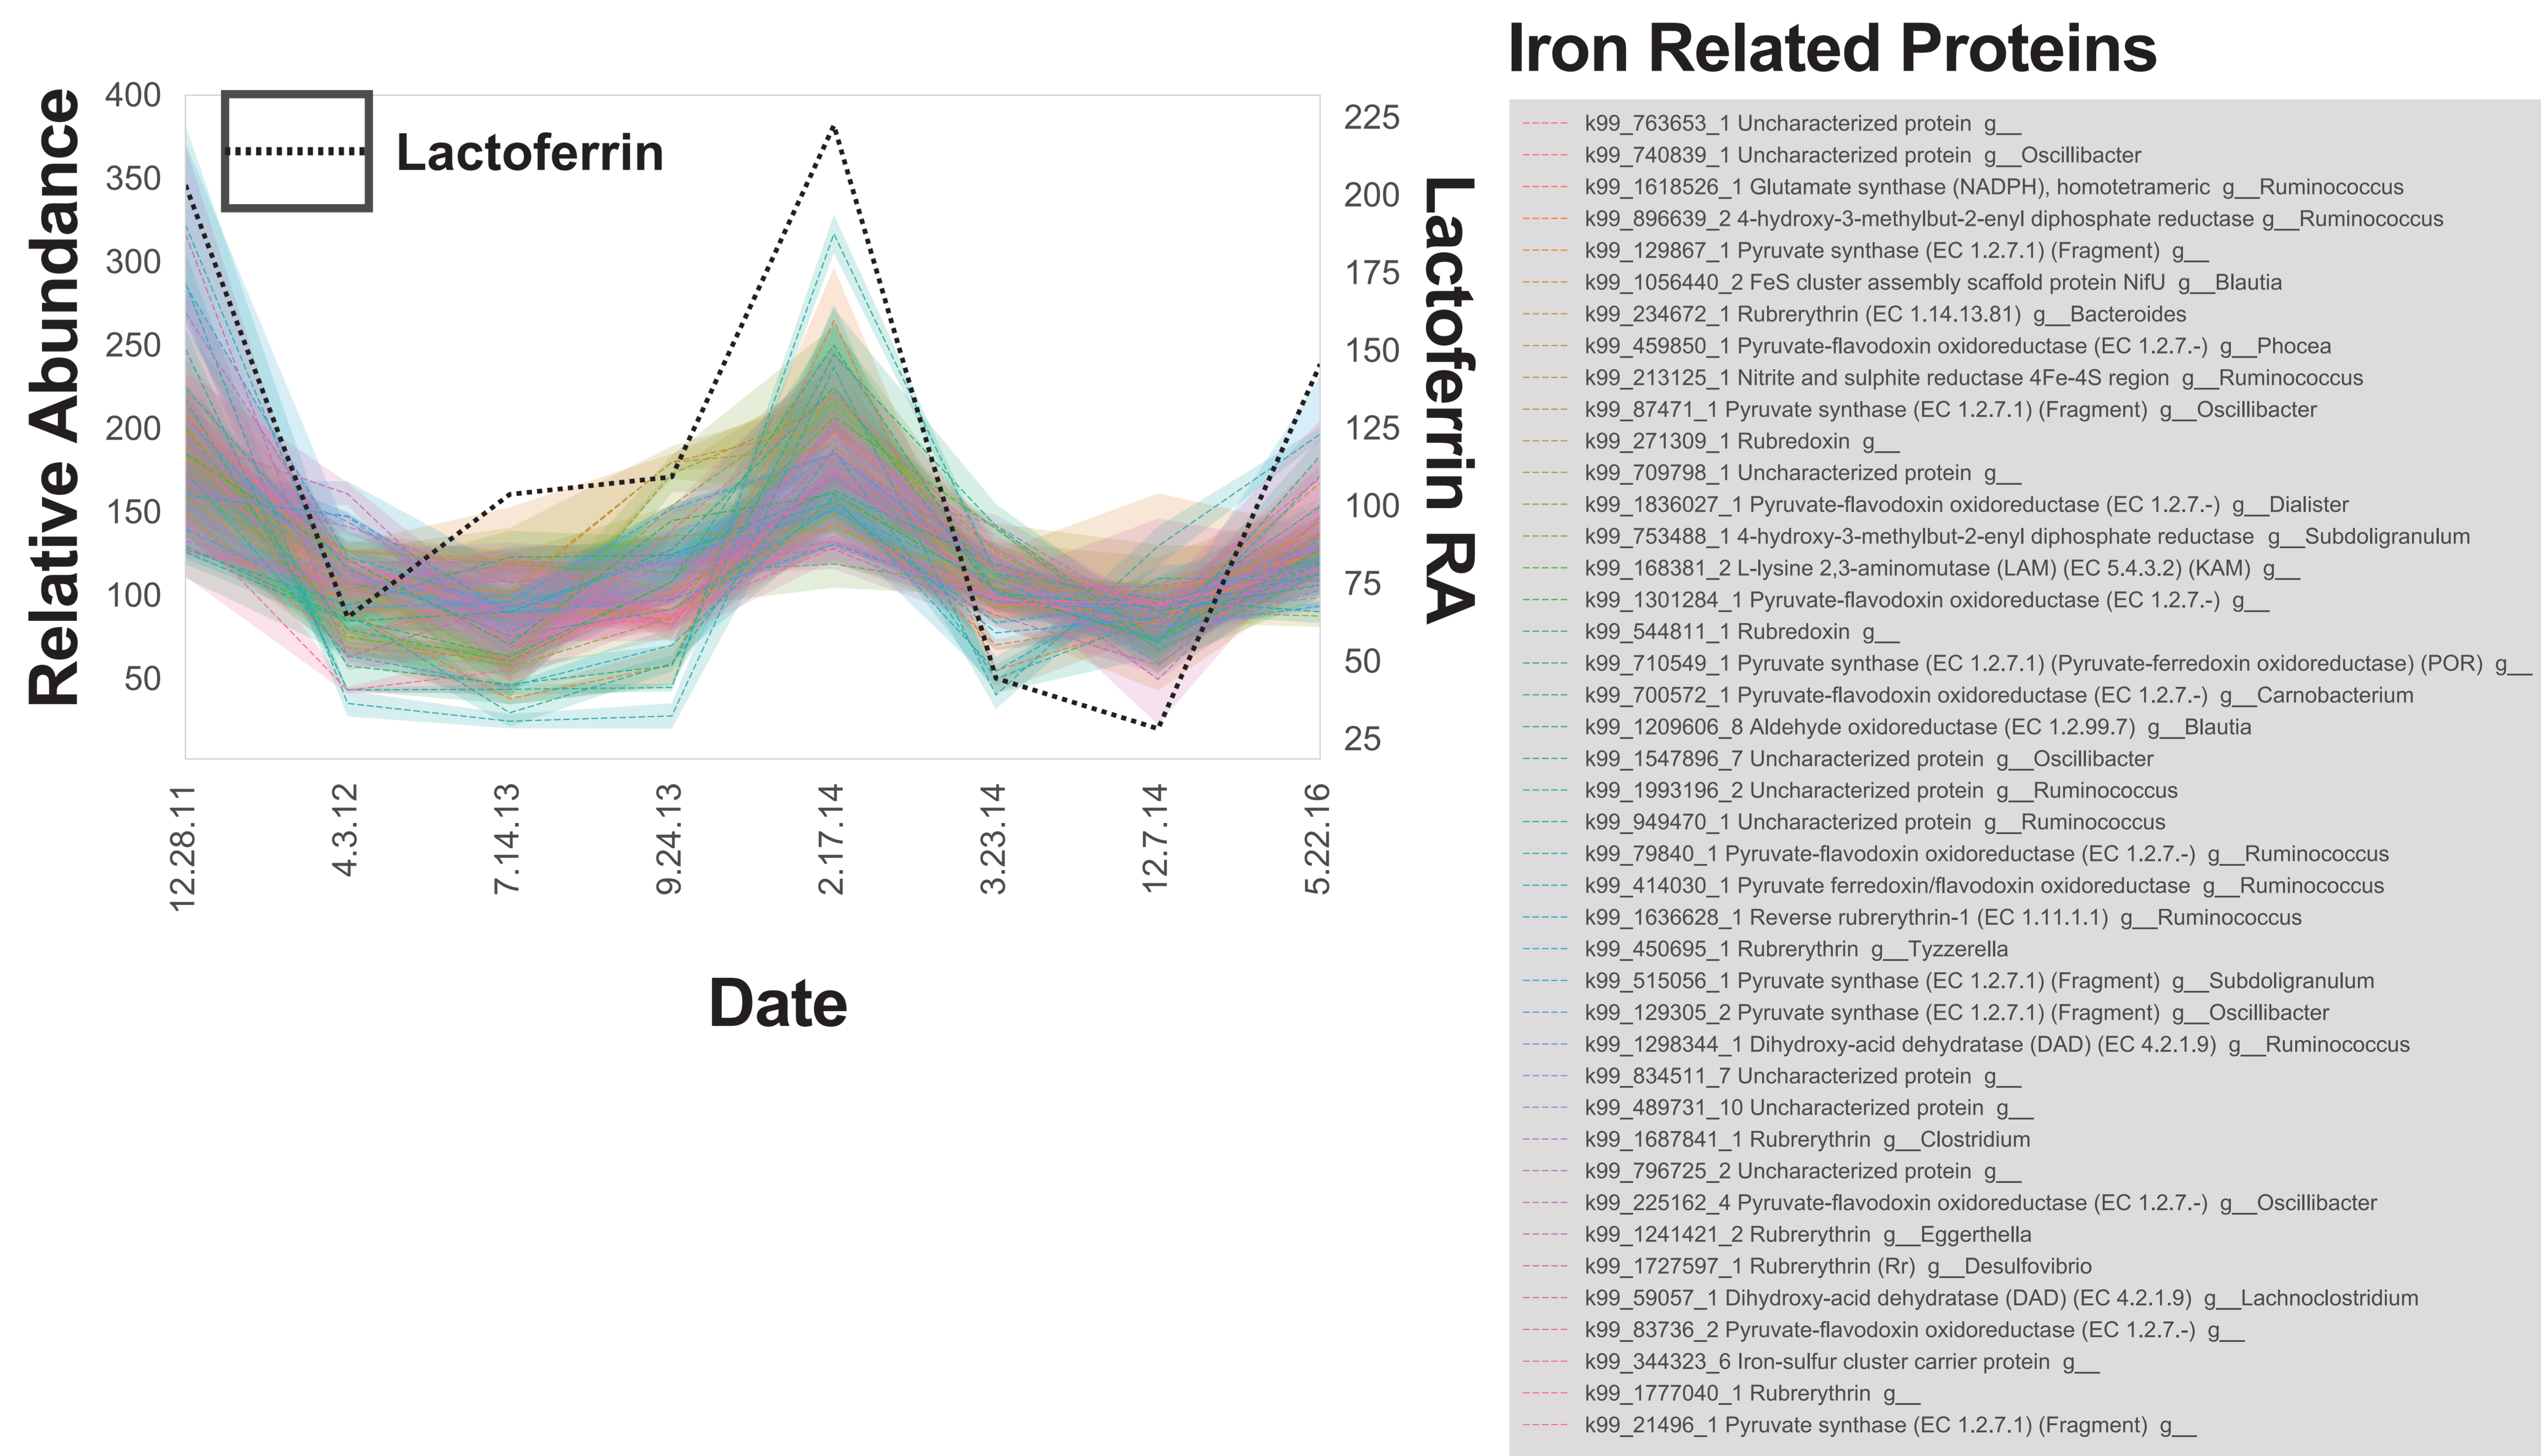 Iron Related Proteins
Relative Abundance
400
350
300
250
200
150
100
50
Lactoferrin
225
200
175
150
125
100
75
50
25
Lactoferrin RA
12.28.11
4.3.12
7.14.13
9.24.13
2.17.14
3.23.14
12.7.14
5.22.16
Date
k99_763653_1 Uncharacterized protein g__
k99_740839_1 Uncharacterized protein g__Oscillibacter
k99_1618526_1 Glutamate synthase (NADPH), homotetrameric g__Ruminococcus
k99_896639_2 4-hydroxy-3-methylbut-2-enyl diphosphate reductase g__Ruminococcus
k99_129867_1 Pyruvate synthase (EC 1.2.7.1) (Fragment) g__
k99_1056440_2 FeS cluster assembly scaffold protein NifU g__Blautia
k99_234672_1 Rubrerythrin (EC 1.14.13.81) g__Bacteroides
k99_459850_1 Pyruvate-flavodoxin oxidoreductase (EC 1.2.7.-) g__Phocea
k99_213125_1 Nitrite and sulphite reductase 4Fe-4S region g__Ruminococcus
k99_87471_1 Pyruvate synthase (EC 1.2.7.1) (Fragment) g__Oscillibacter
k99_271309_1 Rubredoxin g__
k99_709798_1 Uncharacterized protein g__
k99_1836027_1 Pyruvate-flavodoxin oxidoreductase (EC 1.2.7.-) g__Dialister
k99_753488_1 4-hydroxy-3-methylbut-2-enyl diphosphate reductase g__Subdoligranulum
k99_168381_2 L-lysine 2,3-aminomutase (LAM) (EC 5.4.3.2) (KAM) g__
k99_1301284_1 Pyruvate-flavodoxin oxidoreductase (EC 1.2.7.-) g__
k99_544811_1 Rubredoxin g__
k99_710549_1 Pyruvate synthase (EC 1.2.7.1) (Pyruvate-ferredoxin oxidoreductase) (POR) g__
k99_700572_1 Pyruvate-flavodoxin oxidoreductase (EC 1.2.7.-) g__Carnobacterium
k99_1209606_8 Aldehyde oxidoreductase (EC 1.2.99.7) g__Blautia
k99_1547896_7 Uncharacterized protein g__Oscillibacter
k99_1993196_2 Uncharacterized protein g__Ruminococcus
k99_949470_1 Uncharacterized protein g__Ruminococcus
k99_79840_1 Pyruvate-flavodoxin oxidoreductase (EC 1.2.7.-) g__Ruminococcus
k99_414030_1 Pyruvate ferredoxin/flavodoxin oxidoreductase g__Ruminococcus
k99_1636628_1 Reverse rubrerythrin-1 (EC 1.11.1.1) g__Ruminococcus
k99_450695_1 Rubrerythrin g__Tyzzerella
k99_515056_1 Pyruvate synthase (EC 1.2.7.1) (Fragment) g__Subdoligranulum
k99_129305_2 Pyruvate synthase (EC 1.2.7.1) (Fragment) g__Oscillibacter
k99_1298344_1 Dihydroxy-acid dehydratase (DAD) (EC 4.2.1.9) g__Ruminococcus
k99_834511_7 Uncharacterized protein g__
k99_489731_10 Uncharacterized protein g__
k99_1687841_1 Rubrerythrin g__Clostridium
k99_796725_2 Uncharacterized protein g__
k99_225162_4 Pyruvate-flavodoxin oxidoreductase (EC 1.2.7.-) g__Oscillibacter
k99_1241421_2 Rubrerythrin g__Eggerthella
k99_1727597_1 Rubrerythrin (Rr) g__Desulfovibrio
k99_59057_1 Dihydroxy-acid dehydratase (DAD) (EC 4.2.1.9) g__Lachnoclostridium
k99_83736_2 Pyruvate-flavodoxin oxidoreductase (EC 1.2.7.-) g__
k99_344323_6 Iron-sulfur cluster carrier protein g__
k99_1777040_1 Rubrerythrin g__
k99_21496_1 Pyruvate synthase (EC 1.2.7.1) (Fragment) g__